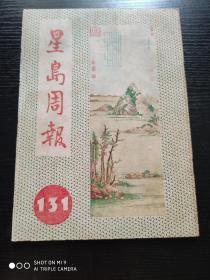 星島周報
131
SHOT ON MI 9
AI TRIPLE CAMERA